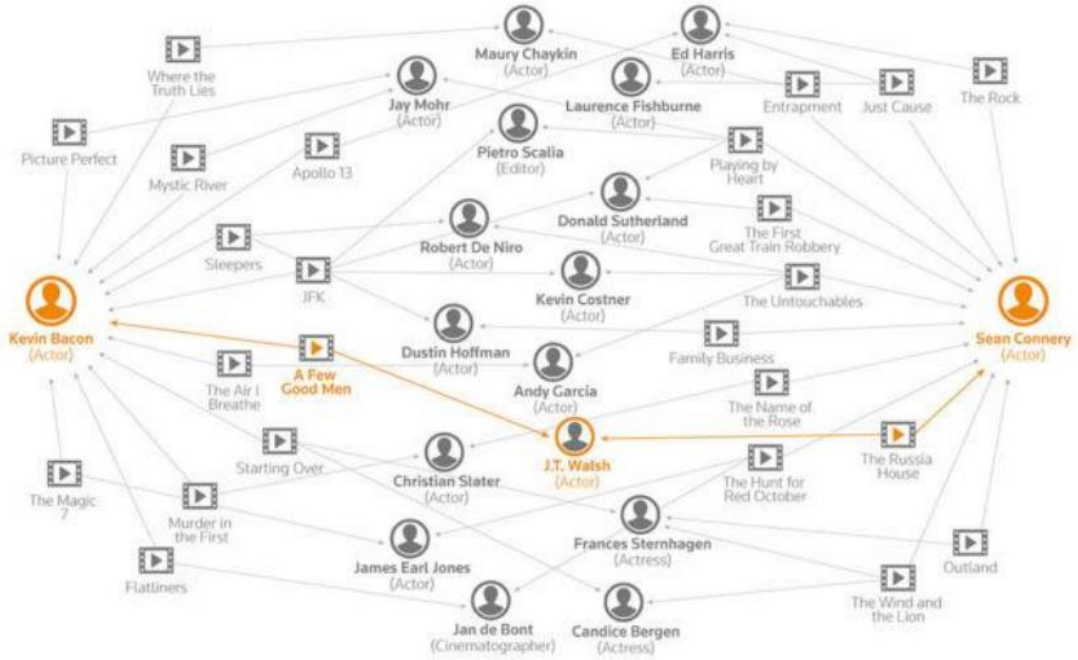 Maury Chaykin
(Actor)
Ed Harris
(Actor)
Where the
Truth Lies
Jay Mohr
(Actor)
Laurence Fishburne
(Actor)
Entrapment
Just Cause
The Rock
Picture Perfect
Mystic River
Apollo 13
Pietro Scalia
(Editor)
Playing by
Heart
Donald Sutherland
(Actor)
The First
Great Train Robbery
Sleepers
Robert De Niro
(Actor)
JFK
Kevin Costner
(Actor)
The Untouchables
Kevin Bacon
(Actor)
Sean Connery
(Actor)
A Few
Good Men
Dustin Hoffman
(Actor)
Family Business
The Air I
Breathe
Andy Garcia
(Actor)
The Name of
the Rose
Starting Over
Christian Slater
(Actor)
J.T. Walsh
(Actor)
The Hunt for
Red October
The Russia
House
The Magic
7
Murder in
the First
Frances Sternhagen
(Actress)
Outland
Flatliners
James Earl Jones
(Actor)
The Wind and
the Lion
Jan de Bont
(Cinematographer)
Candice Bergen
(Actress)